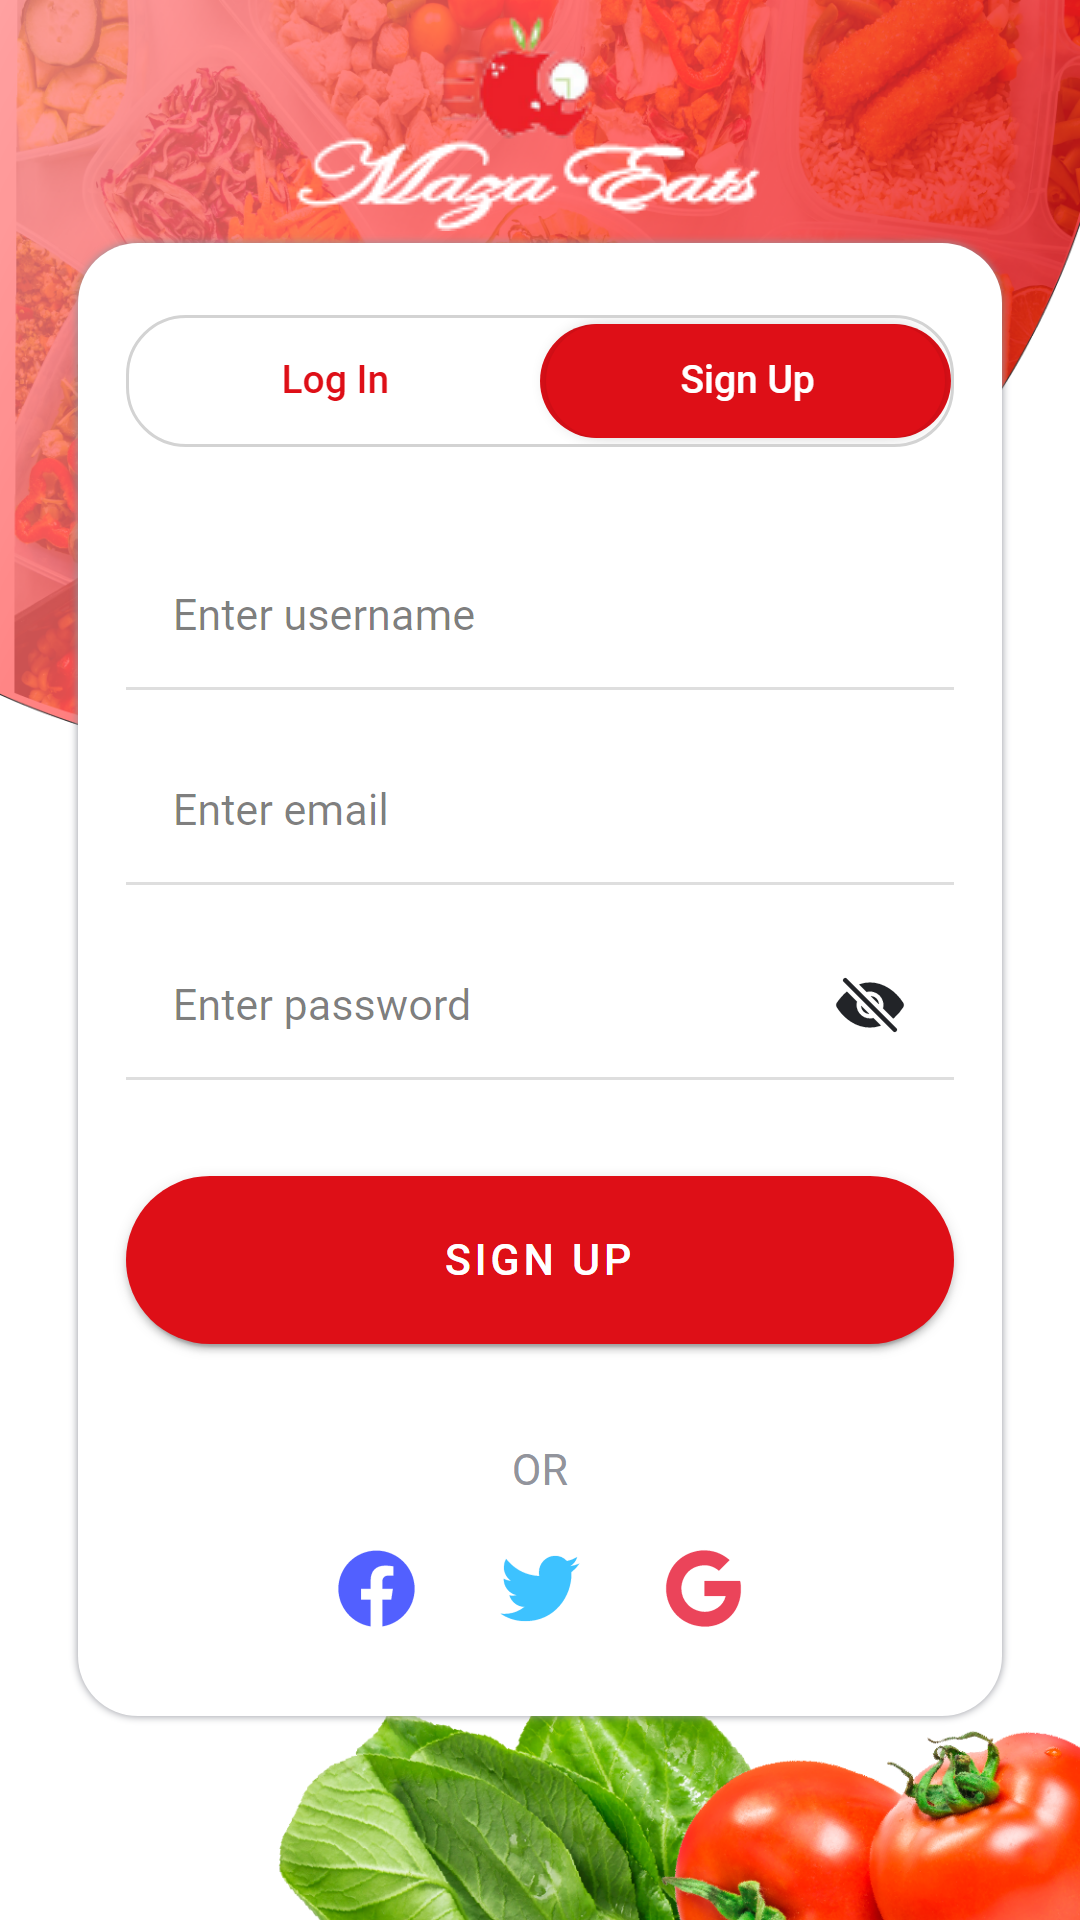 Maza Eats
Log In
Sign Up
Enter username
Enter email
Enter password
SIGN UP
OR